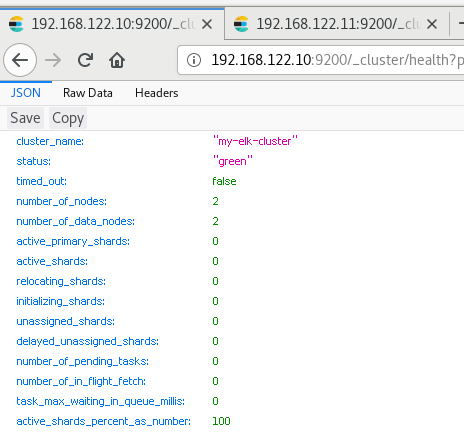 192.168.122.10:9200/_clu
192.168.122.11:9200/_clu
192.168.122.10:9200/_cluster/health?p
JSON Raw Data Headers
Save Copy
cluster_name: "my-elk-cluster"
status: "green"
timed_out: false
number_of_nodes: 2
number_of_data_nodes: 2
active_primary_shards: 0
active_shards: 0
relocating_shards: 0
initializing_shards: 0
unassigned_shards: 0
delayed_unassigned_shards: 0
number_of_pending_tasks: 0
number_of_in_flight_fetch: 0
task_max_waiting_in_queue_millis: 0
active_shards_percent_as_number: 100